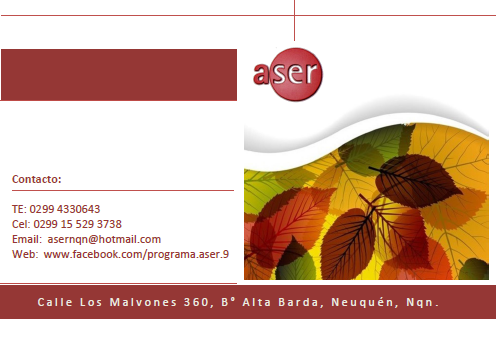 aser
Contacto:
TE: 0299 4330643
Cel: 0299 15 529 3738
Email: asernqn@hotmail.com
Web: www.facebook.com/programa.aser.9
Calle Los Malvones 360, B° Alta Barda, Neuquén, Nqn.